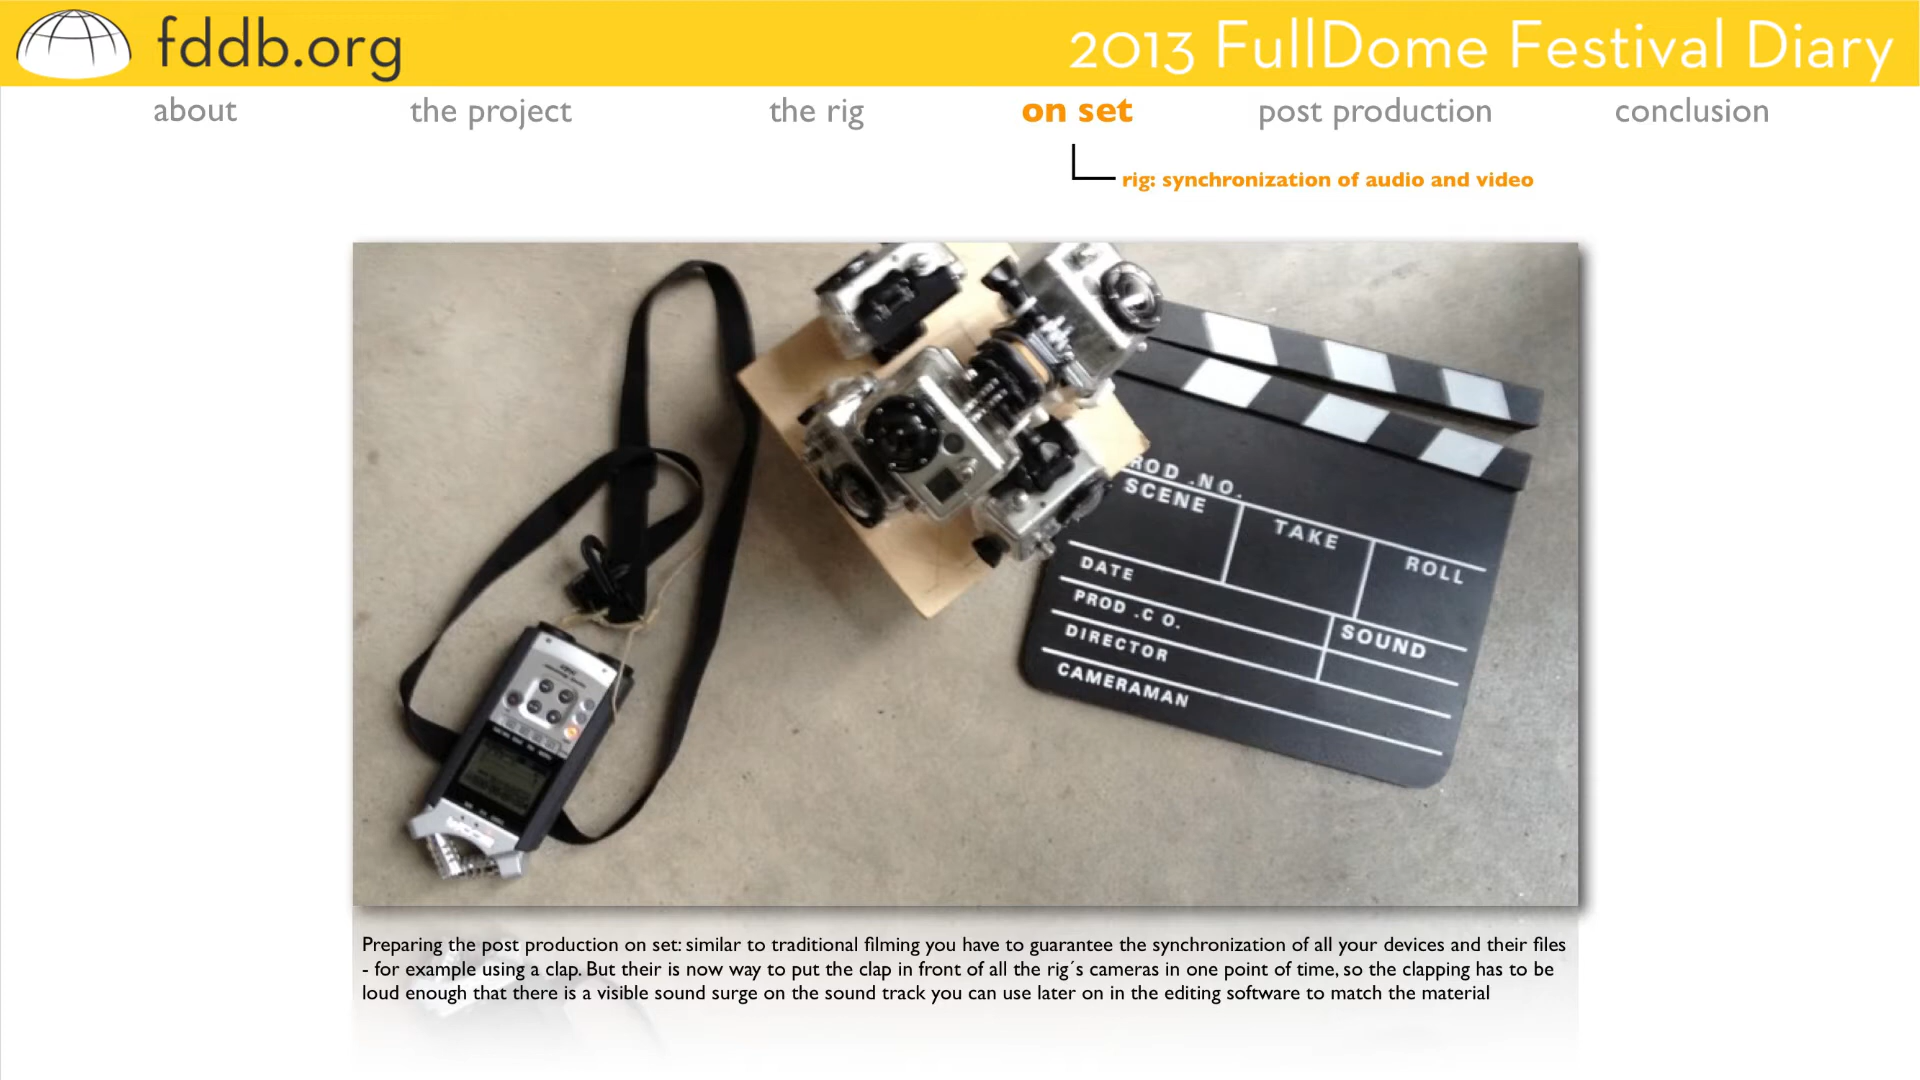 fddb.org
2013 FullDome Festival Diary
about the project the rig on set post production conclusion
rig: synchronization of audio and video
ROD .NO.
SCENE
TAKE
ROLL
DATE
PROD .C O.
SOUND
DIRECTOR
CAMERAMAN
Preparing the post production on set: similar to traditional filming you have to guarantee the synchronization of all your devices and their files
- for example using a clap. But their is now way to put the clap in front of all the rig´s cameras in one point of time, so the clapping has to be
loud enough that there is a visible sound surge on the sound track you can use later on in the editing software to match the material